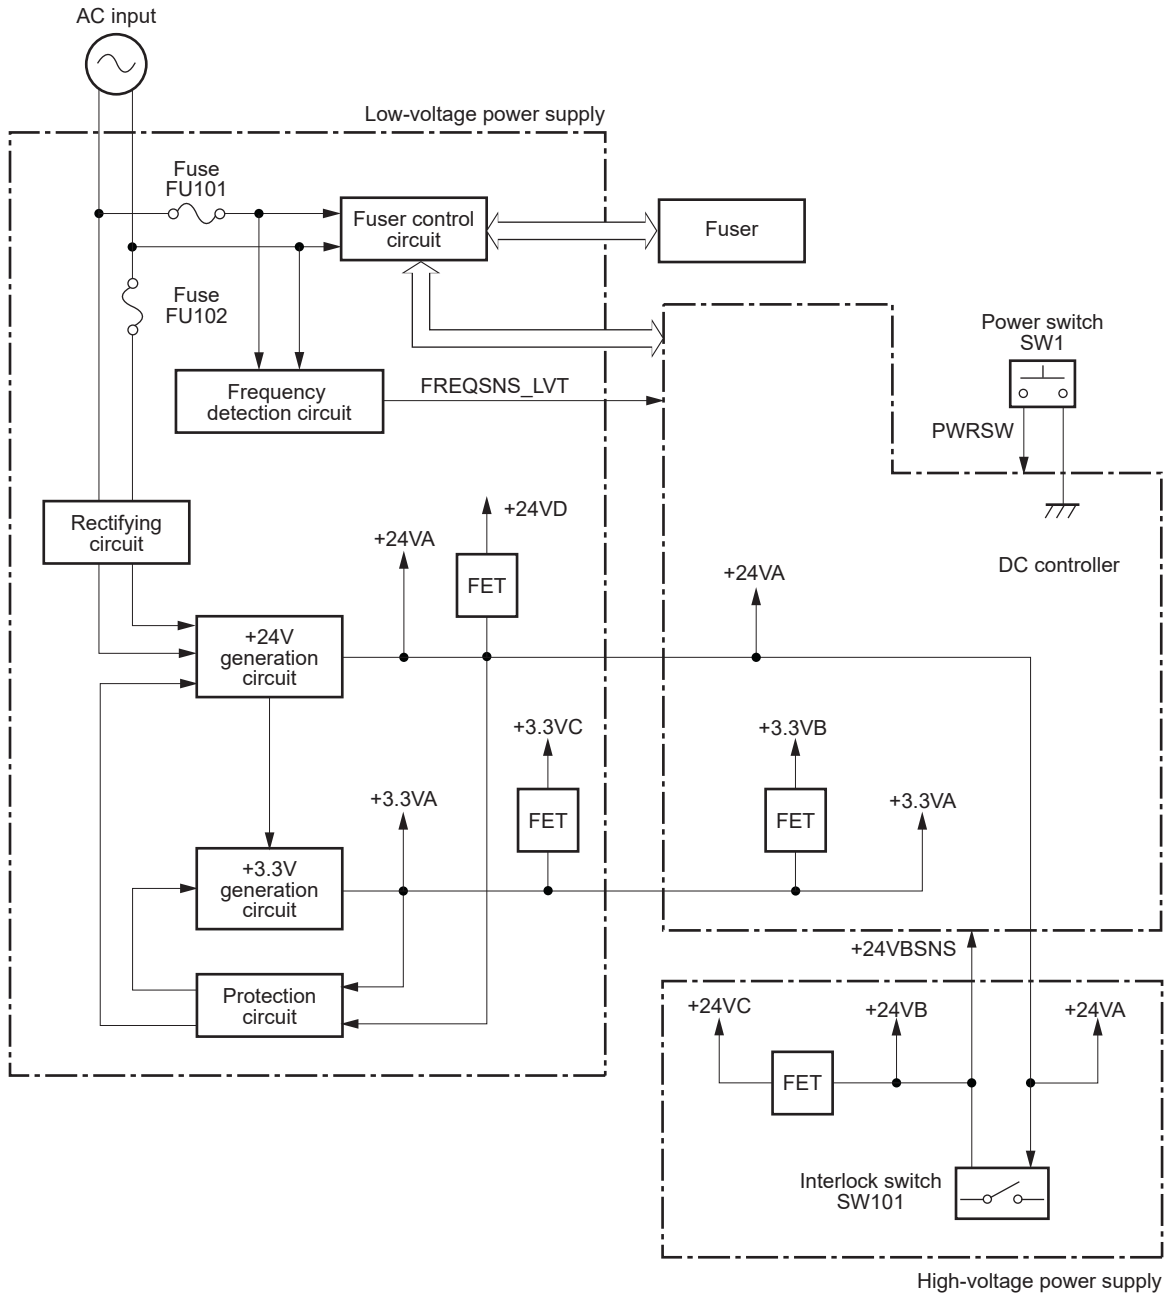 AC input
Low-voltage power supply
Fuse
FU101
Fuser control
circuit
Fuser
Fuse
FU102
Power switch
SW1
Frequency
detection circuit
FREQSNS_LVT
PWRSW
Rectifying
circuit
+24VD
+24VA
FET
DC controller
+24VA
+24V
generation
circuit
+3.3VC
+3.3VB
+3.3VA
+3.3VA
FET
FET
+3.3V
generation
circuit
+24VBSNS
Protection
circuit
+24VC
+24VB
+24VA
FET
Interlock switch
SW101
High-voltage power supply